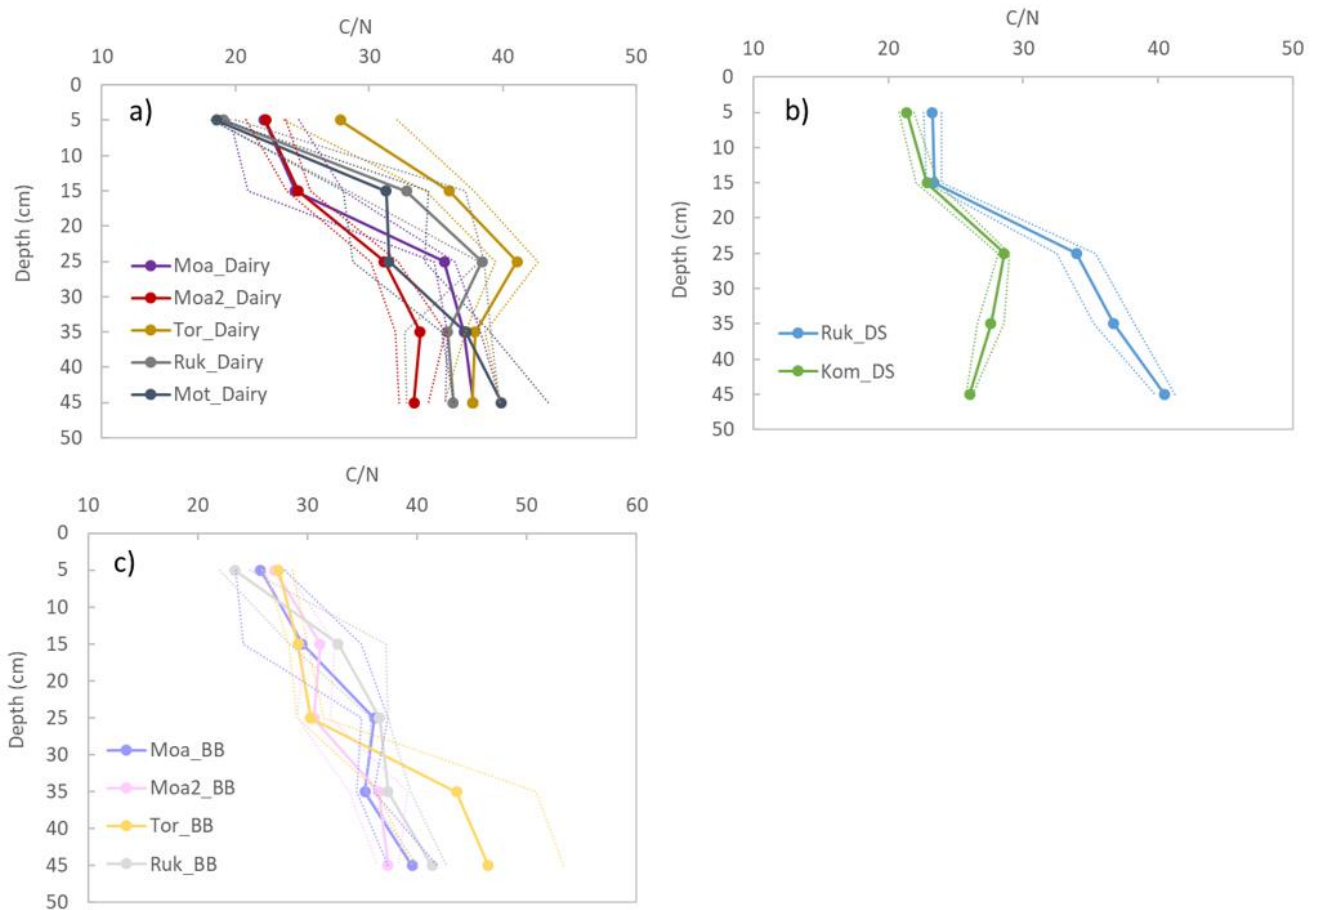 C/N
10 20 30 40 50
0
a)
5
10
15
20
25
30
35
40
45
50
Depth (cm)
Moa_Dairy
Moa2_Dairy
Tor_Dairy
Ruk_Dairy
Mot_Dairy
C/N
10 20 30 40 50
0
b)
5
10
15
20
25
30
35
40
45
50
Depth (cm)
Ruk_DS
Kom_DS
C/N
10 20 30 40 50 60
0
c)
5
10
15
20
25
30
35
40
45
50
Depth (cm)
Moa_BB
Moa2_BB
Tor_BB
Ruk_BB